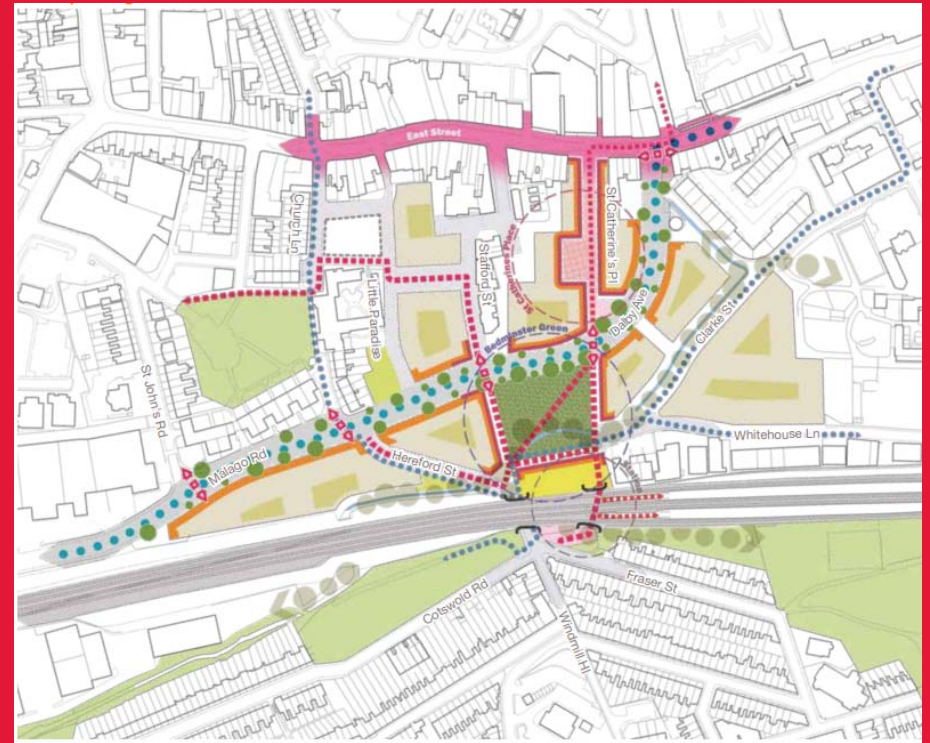 East Street
Church Ln
Stafford St
St Catherine's Place
St Catherine's Pl
Little Paradise
Bedminster Green
Dalby Ave
Clarke St
St John's Rd
Malago Rd
Hereford St
Whitehouse Ln
Station
Cotswold Rd
Fraser St
Windmill Hl